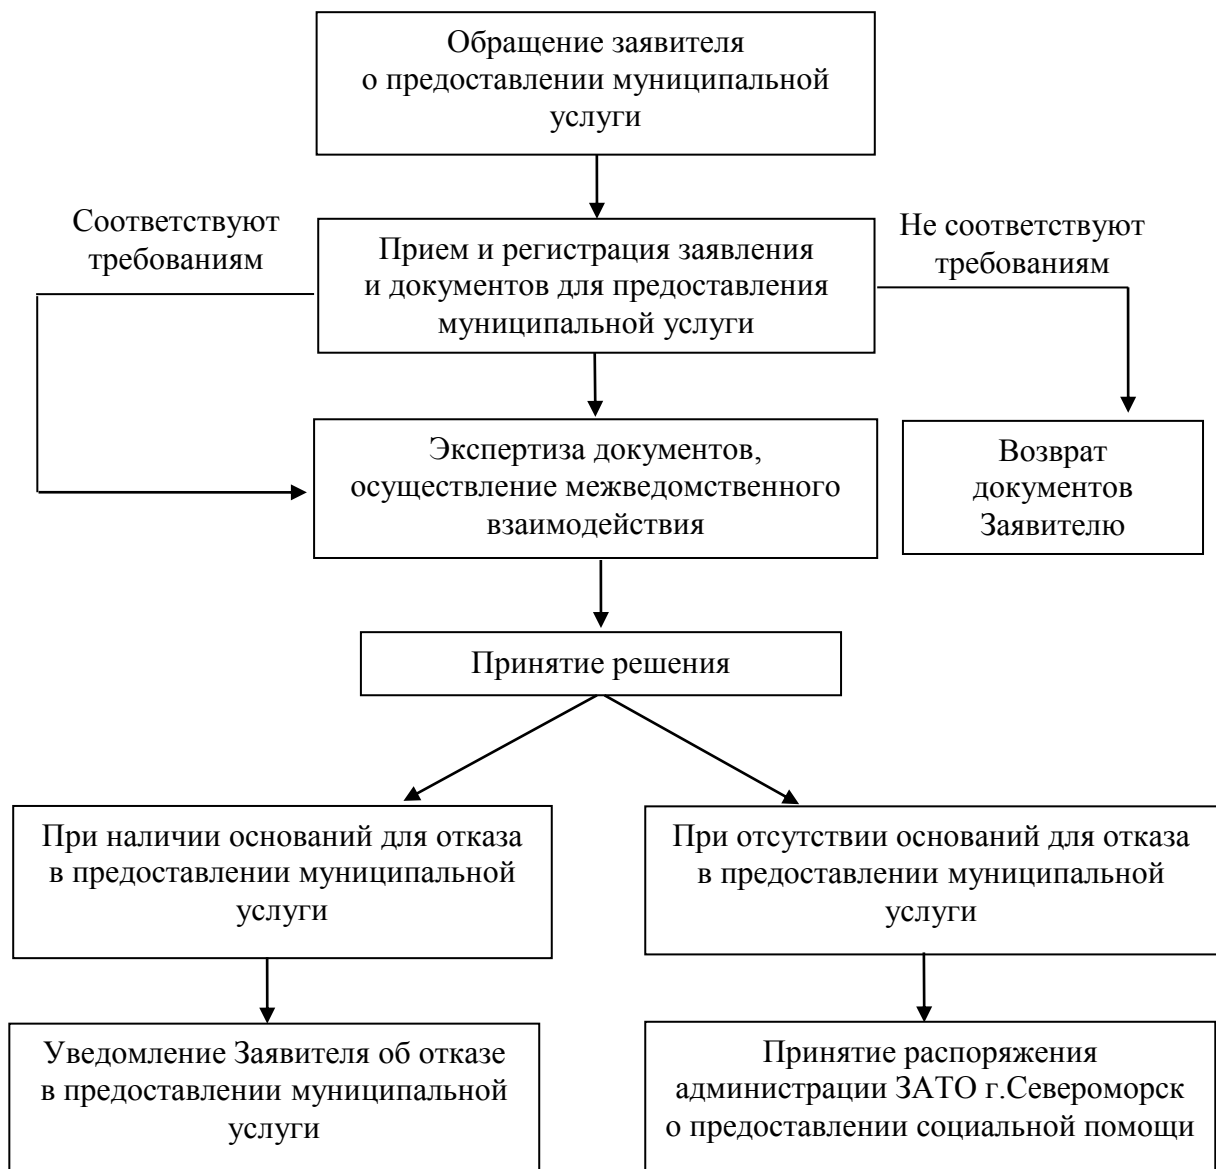 Обращение заявителя
о предоставлении муниципальной
услуги
Соответствуют
требованиям
Прием и регистрация заявления
и документов для предоставления
муниципальной услуги
Не соответствуют
требованиям
Экспертиза документов,
осуществление межведомственного
взаимодействия
Возврат
документов
Заявителю
Принятие решения
При наличии оснований для отказа
в предоставлении муниципальной
услуги
При отсутствии оснований для отказа
в предоставлении муниципальной
услуги
Уведомление Заявителя об отказе
в предоставлении муниципальной
услуги
Принятие распоряжения
администрации ЗАТО г.Североморск
о предоставлении социальной помощи